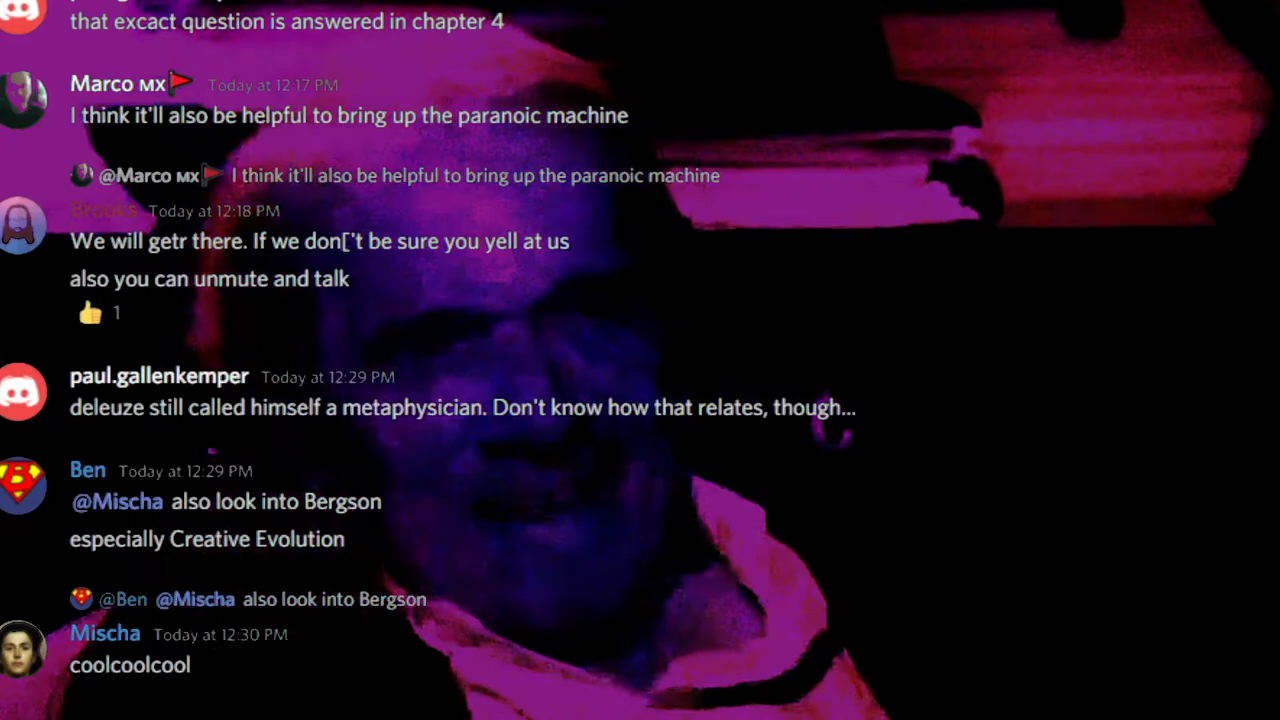 that excact question is answered in chapter 4
Marco MX Today at 12:17 PM
I think it'll also be helpful to bring up the paranoic machine
@Marco MX I think it'll also be helpful to bring up the paranoic machine
Brooks Today at 12:18 PM
We will getr there. If we don['t be sure you yell at us
also you can unmute and talk
1
paul.gallenkemper Today at 12:29 PM
deleuze still called himself a metaphysician. Don't know how that relates, though...
B
Ben Today at 12:29 PM
@Mischa also look into Bergson
especially Creative Evolution
@Ben @Mischa also look into Bergson
Mischa Today at 12:30 PM
coolcoolcool